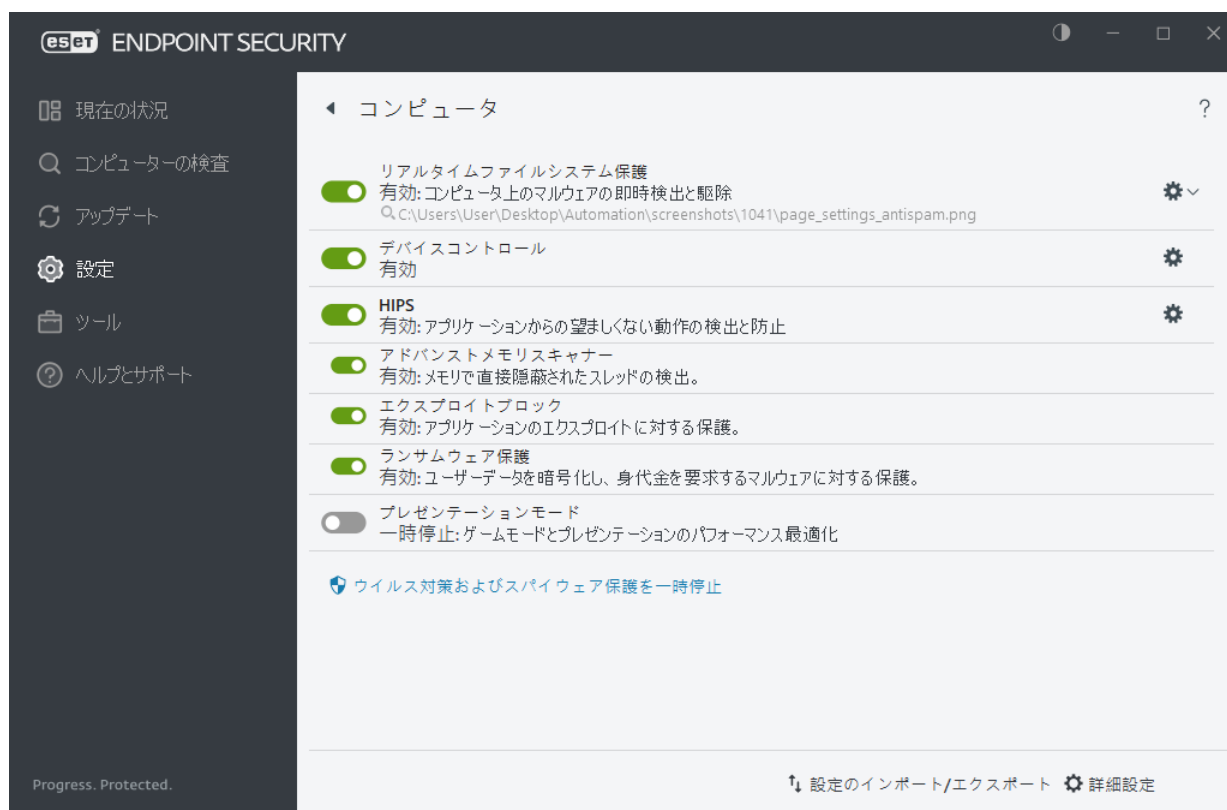 eset ENDPOINT SECURITY
現在の状況
コンピューターの検査
アップデート
設定
ツール
ヘルプとサポート
Progress. Protected.
コンピュータ
?
リアルタイムファイルシステム保護
有効: コンピュータ上のマルウェアの即時検出と駆除
C:\Users\User\Desktop\Automation\screenshots\1041\page_settings_antispam.png
デバイスコントロール
有効
HIPS
有効: アプリケーションからの望ましくない動作の検出と防止
アドバンストメモリスキャナー
有効: メモリで直接隠蔽されたスレッドの検出。
エクスプロイトブロック
有効: アプリケーションのエクスプロイトに対する保護。
ランサムウェア保護
有効: ユーザーデータを暗号化し、身代金を要求するマルウェアに対する保護。
プレゼンテーションモード
一時停止: ゲームモードとプレゼンテーションのパフォーマンス最適化
ウイルス対策およびスパイウェア保護を一時停止
設定のインポート/エクスポート 詳細設定